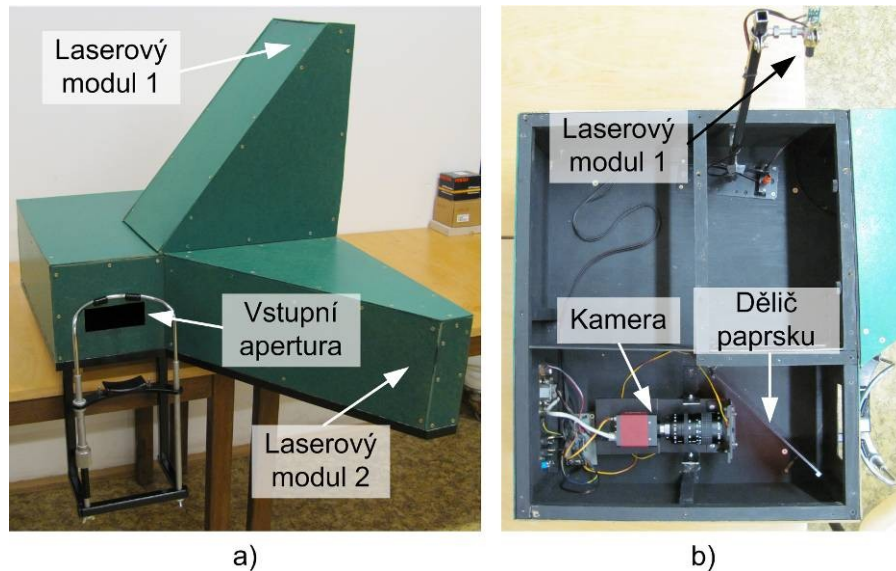 Laserový
modul 1
Vstupní
apertura
Laserový
modul 2
a)
Laserový
modul 1
Kamera
Dělič
paprsku
b)